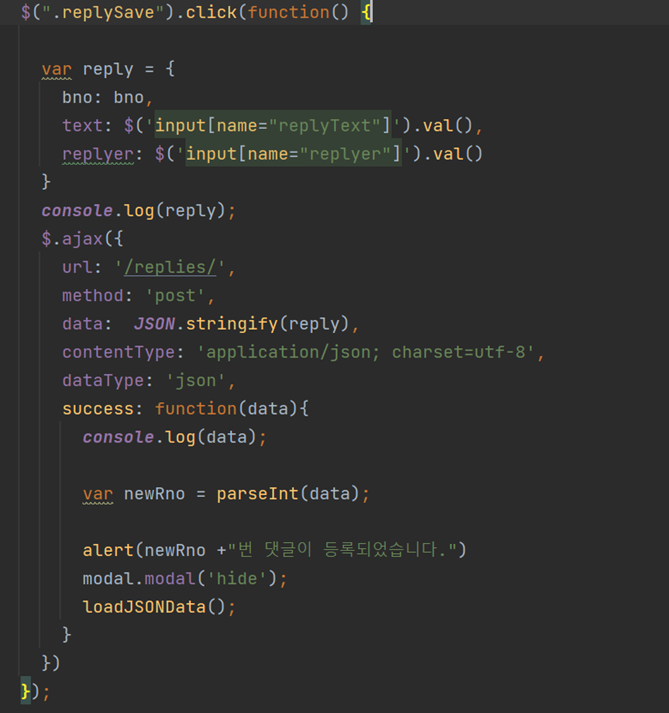 $(".replySave").click(function() {
var reply = {
bno: bno,
text: $('input[name="replyText"]').val(),
replyer: $('input[name="replyer"]').val()
}
console.log(reply);
$.ajax({
url: '/replies/',
method: 'post',
data:  JSON.stringify(reply),
contentType: 'application/json; charset=utf-8',
dataType: 'json',
success: function(data){
console.log(data);
var newRno = parseInt(data);
alert(newRno +"번 댓글이 등록되었습니다.")
modal.modal('hide');
loadJSONData();
}
})
});